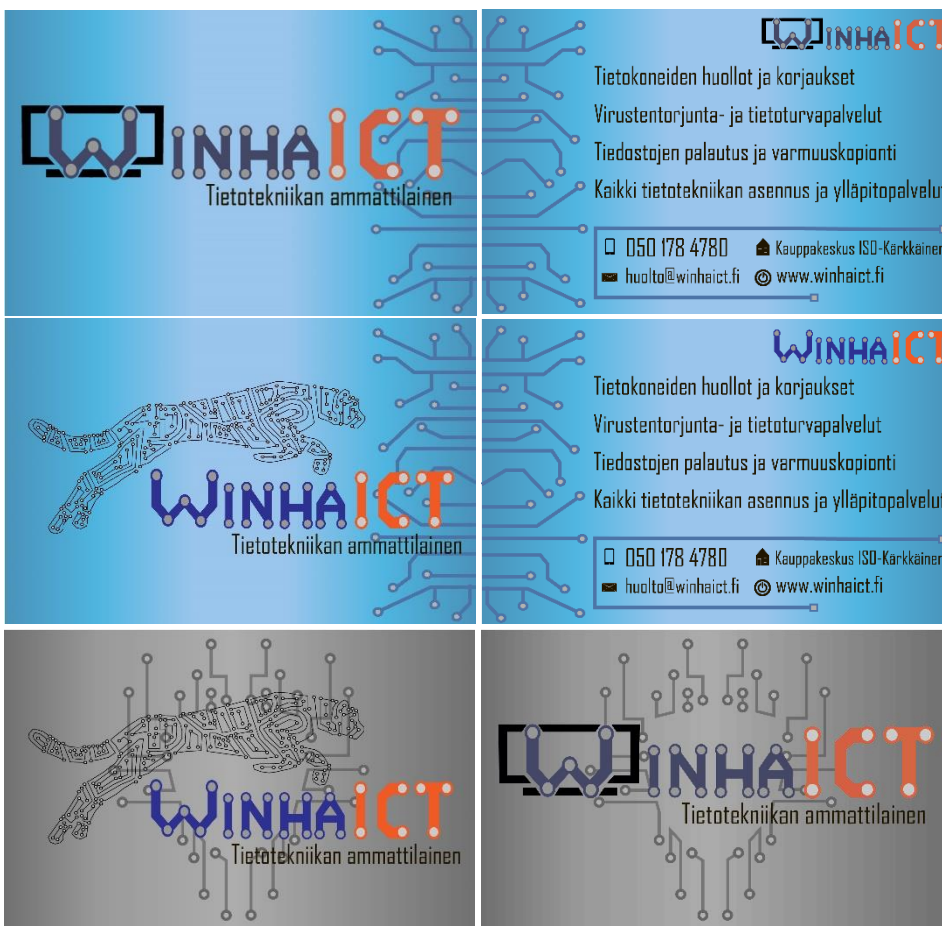 WINHAICT
Tietotekniikan ammattilainen
WINHAICT
Tietokoneiden huollot ja korjaukset
Virustentorjunta- ja tietoturvapalvelut
Tiedostojen palautus ja varmuuskopionti
Kaikki tietotekniikan asennus ja ylläpitopalvelut
050 178 4780 Kauppakeskus ISO-Kärkkäinen
huolto@winhaict.fi www.winhaict.fi
WINHAICT
Tietotekniikan ammattilainen
WINHAICT
Tietokoneiden huollot ja korjaukset
Virustentorjunta- ja tietoturvapalvelut
Tiedostojen palautus ja varmuuskopionti
Kaikki tietotekniikan asennus ja ylläpitopalvelut
050 178 4780 Kauppakeskus ISO-Kärkkäinen
huolto@winhaict.fi www.winhaict.fi
WINHAICT
Tietotekniikan ammattilainen
WINHAICT
Tietotekniikan ammattilainen